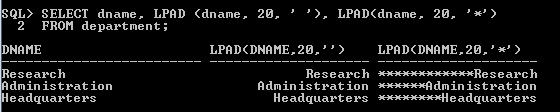 SQL> SELECT dname, LPAD (dname, 20, ' '), LPAD(dname, 20, '*')
2 FROM department;
DNAME LPAD(DNAME,20,'') LPAD(DNAME,20,'*')
-------------------- -------------------- --------------------
Research Research ************Research
Administration Administration ******Administration
Headquarters Headquarters ********Headquarters